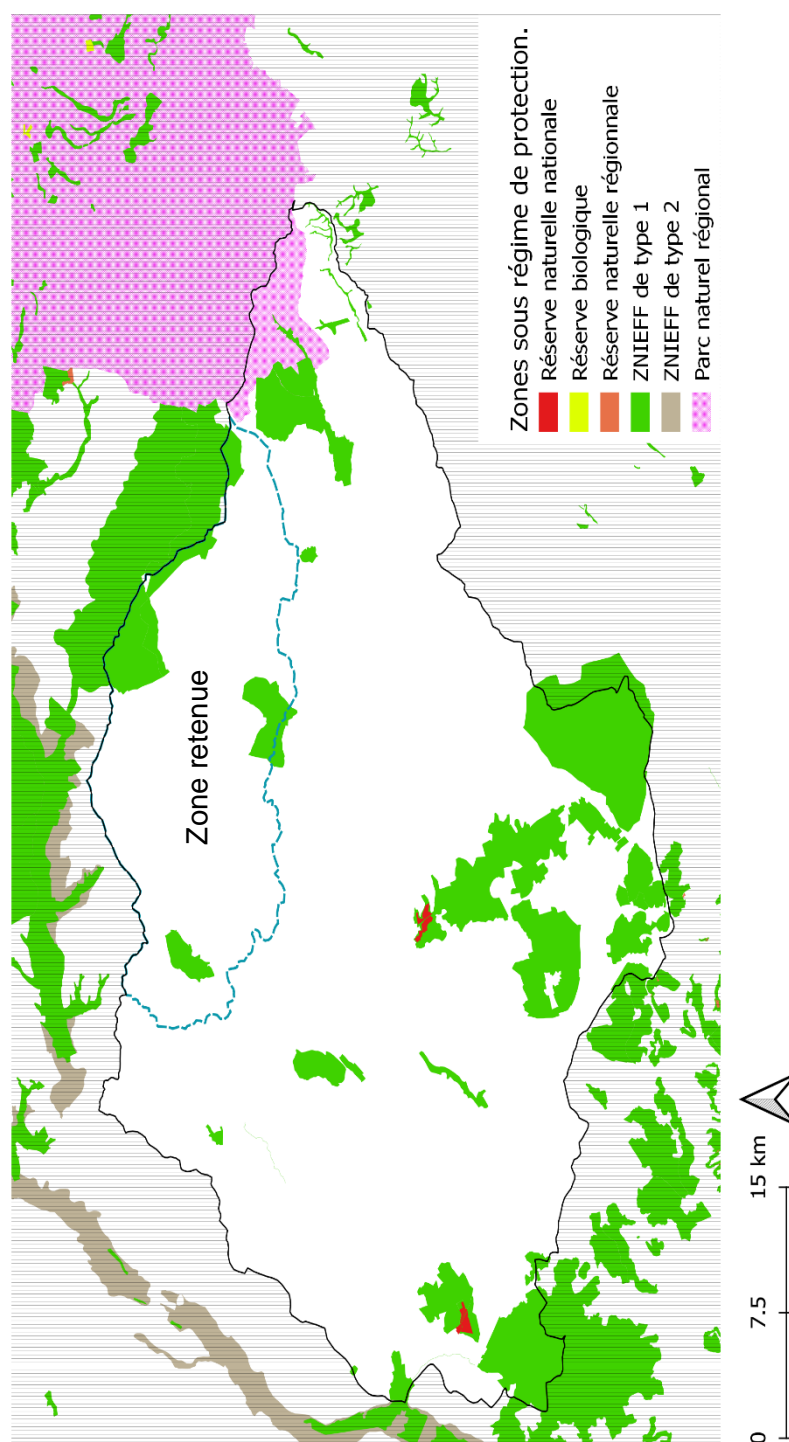 Zone retenue
Zones sous régime de protection.
Réserve naturelle nationale
Réserve biologique
Réserve naturelle régionnale
ZNIEFF de type 1
ZNIEFF de type 2
Parc naturel régional
0 7.5 15 km